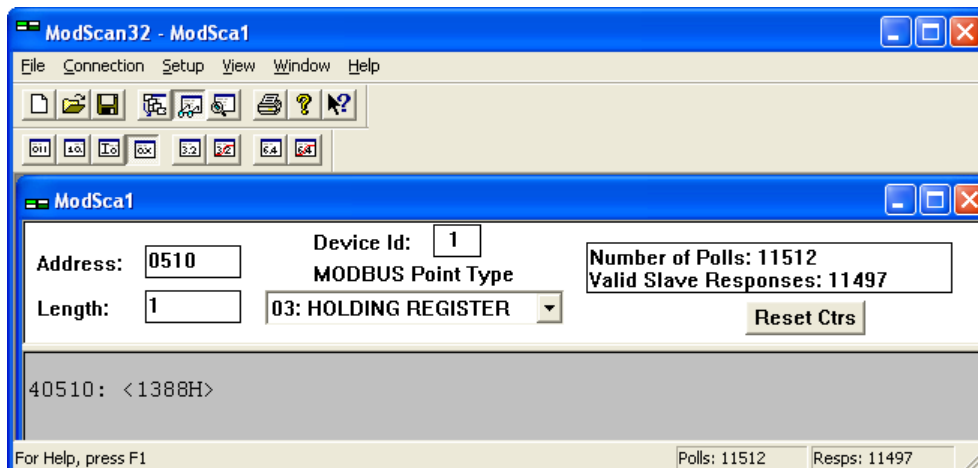 ModScan32 - ModSca1
File Connection Setup View Window Help
ModSca1
Address: 0510
Device Id: 1
MODBUS Point Type
Length: 1
03: HOLDING REGISTER
Number of Polls: 11512
Valid Slave Responses: 11497
Reset Ctrs
40510: <1388H>
For Help, press F1
Polls: 11512
Resps: 11497